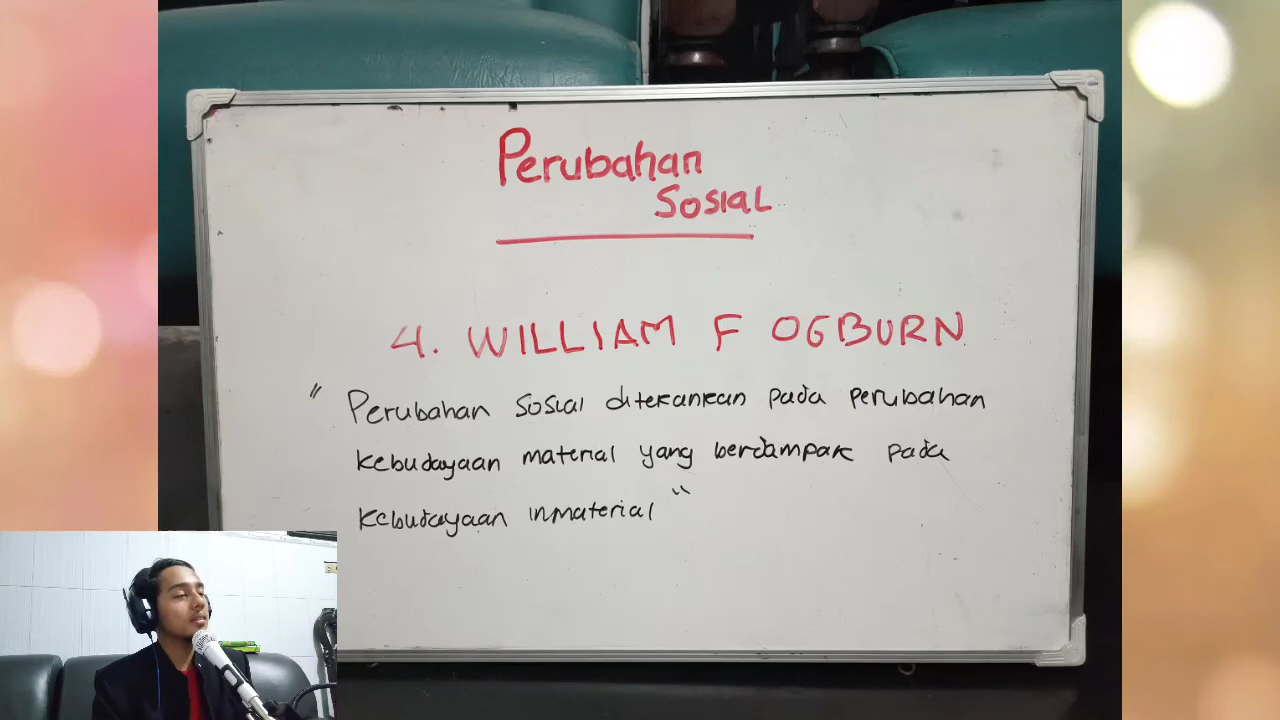 Perubahan
Sosial
4. WILLIAM F OGBURN
" Perubahan Sosial ditekankan pada perubahan
kebudayaan material yang berdampak pada
kebudayaan inmaterial "